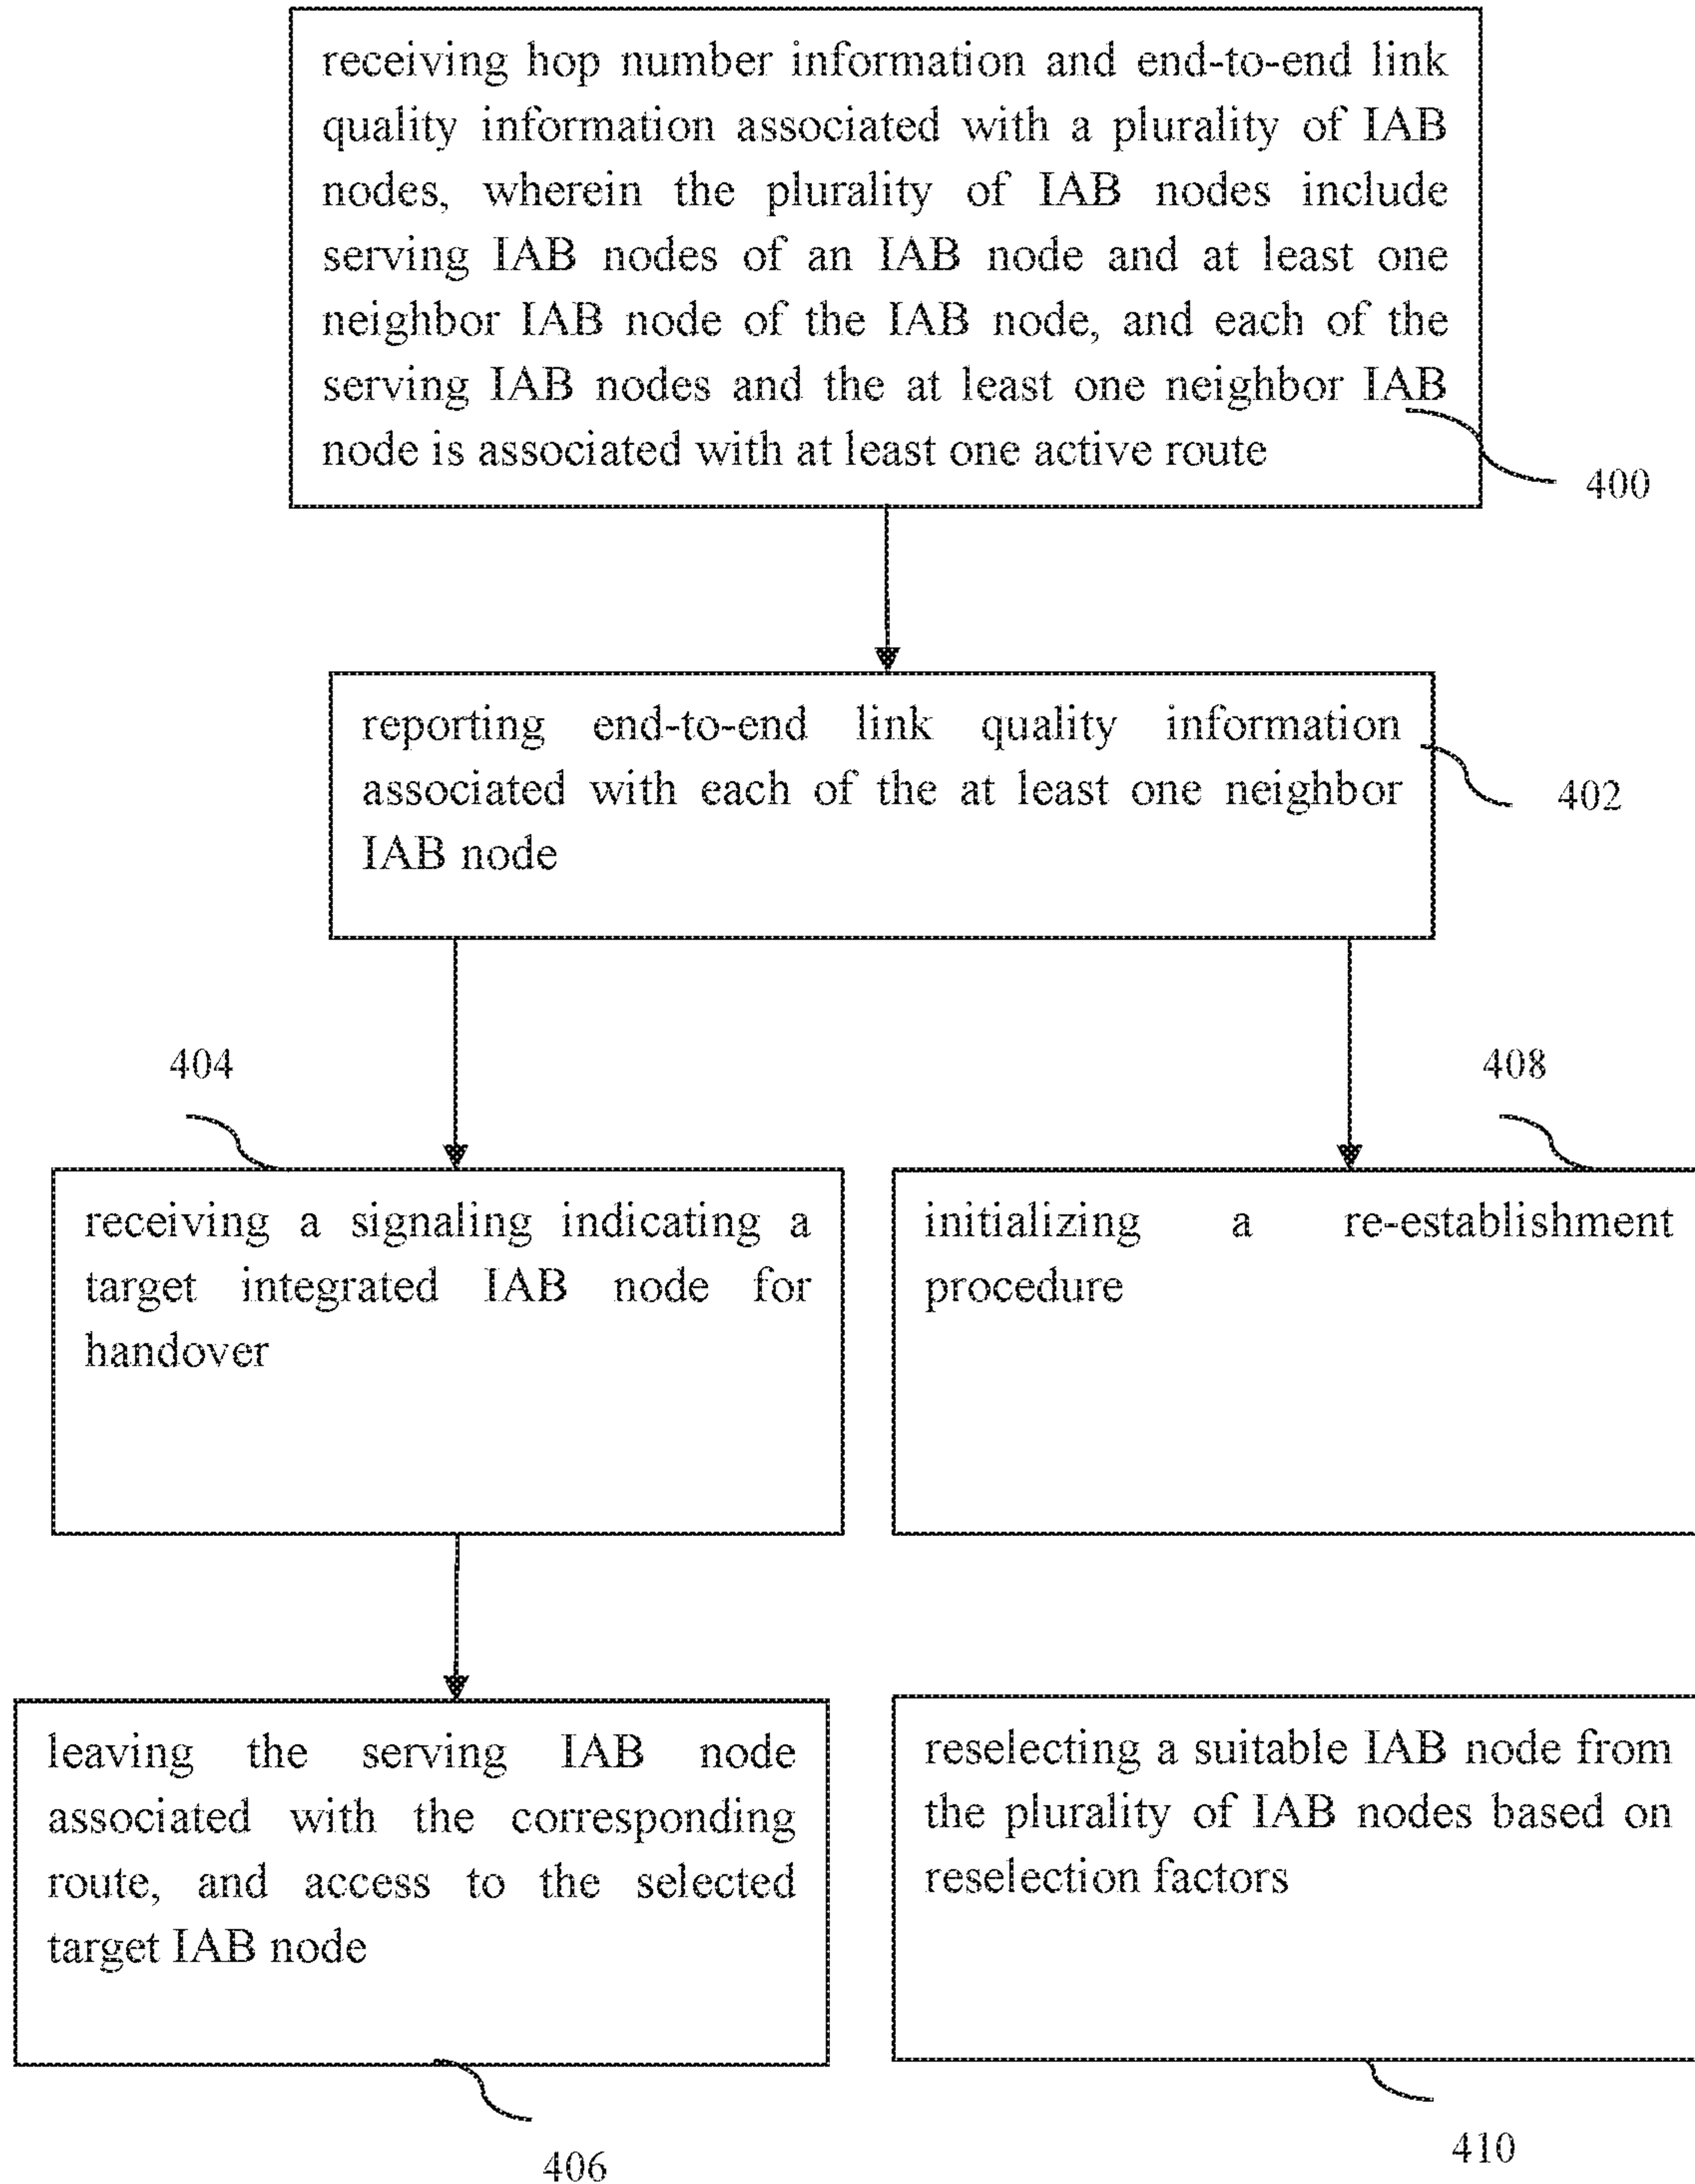 receiving hop number information and end-to-end link
quality information associated with a plurality of IAB
nodes, wherein the plurality of IAB nodes include
serving IAB nodes of an IAB node and at least one
neighbor IAB node of the IAB node, and each of the
serving IAB nodes and the at least one neighbor IAB
node is associated with at least one active route
400
reporting end-to-end link quality information
associated with each of the at least one neighbor
IAB node
402
404
receiving a signaling indicating a
target integrated IAB node for
handover
408
initializing a re-establishment
procedure
leaving the serving IAB node
associated with the corresponding
route, and access to the selected
target IAB node
406
reselecting a suitable IAB node from
the plurality of IAB nodes based on
reselection factors
410